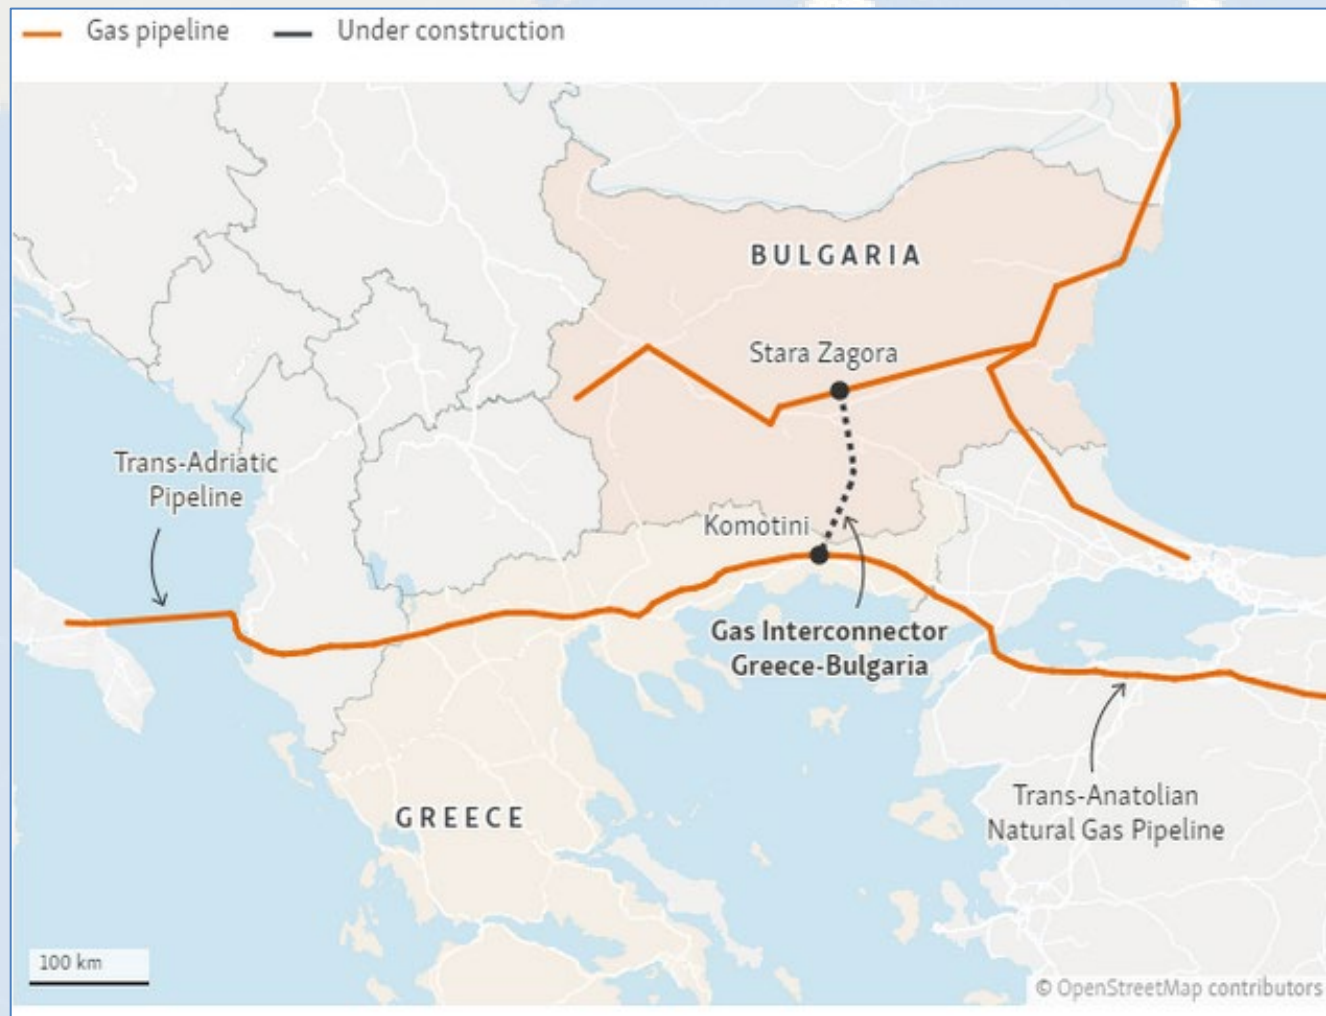 Gas pipeline
Under construction
BULGARIA
Stara Zagora
Trans-Adriatic
Pipeline
Komotini
Gas Interconnector
Greece-Bulgaria
Trans-Anatolian
Natural Gas Pipeline
GREECE
100 km
© OpenStreetMap contributors